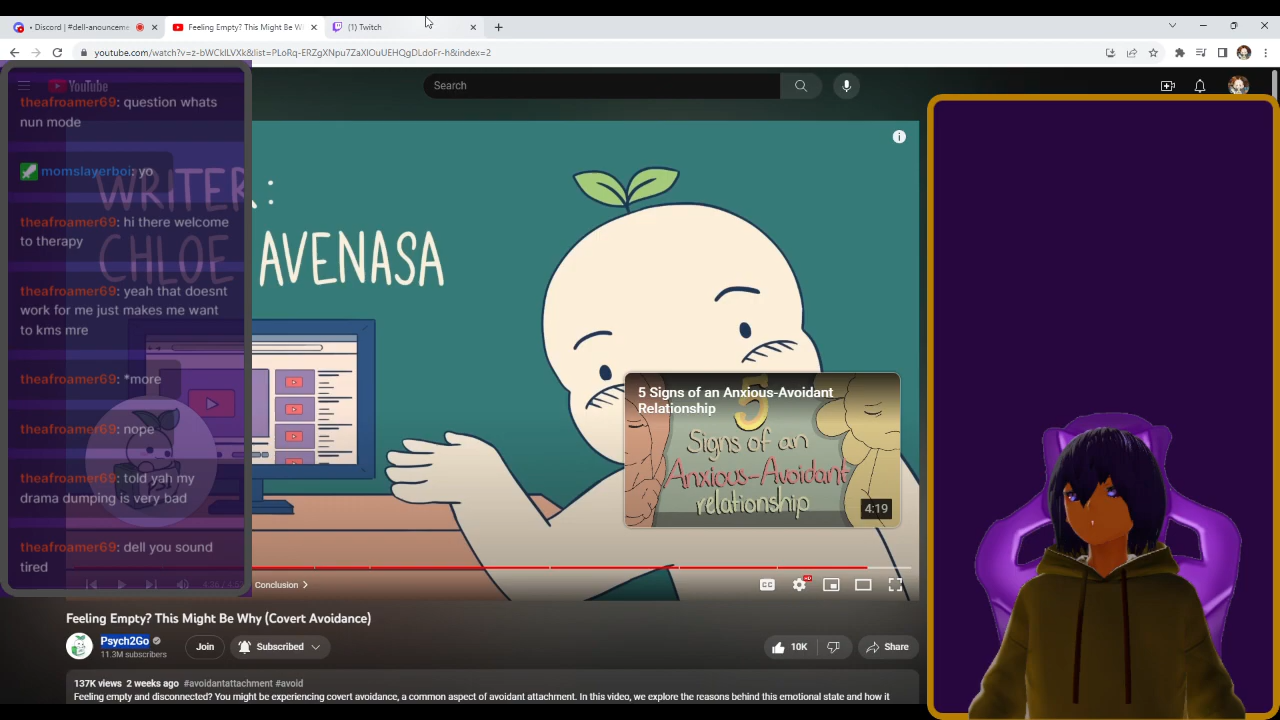 Discord | #dell-anounceme
Feeling Empty? This Might Be W
(1) Twitch
youtube.com/watch?v=z-bWCkILVXk&list=PLoRq-ERZgXNpu7ZaXIOuUEHQgDLdoFr-h&index=2
YouTube
Search
theafroamer69: question whats
nun mode
momslayerboi: yo
theafroamer69: hi there welcome
to therapy
theafroamer69: yeah that doesnt
work for me just makes me want
to kms mre
theafroamer69: *more
theafroamer69: nope
theafroamer69: told yah my
drama dumping is very bad
theafroamer69: dell you sound
tired
WRITER:
CHLOE AVENASA
5 Signs of an Anxious-Avoidant
Relationship
5
Signs of an
Anxious-Avoidant
relationship
4:19
Conclusion
CC
HD
Feeling Empty? This Might Be Why (Covert Avoidance)
Psych2Go
11.3M subscribers
Join
Subscribed
10K
Share
137K views 2 weeks ago #avoidantattachment #avoid
Feeling empty and disconnected? You might be experiencing covert avoidance, a common aspect of avoidant attachment. In this video, we explore the reasons behind this emotional state and how it